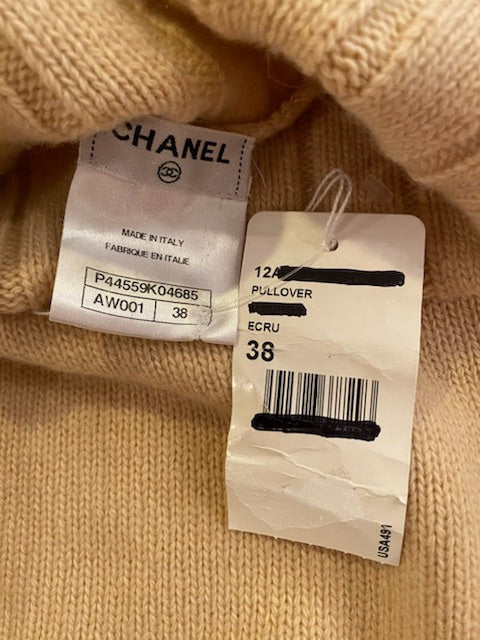 CHANEL
MADE IN ITALY
FABRIQUE EN ITALIE
P44559K04685
AW001 38
12A
PULLOVER
ECRU
38
USA491